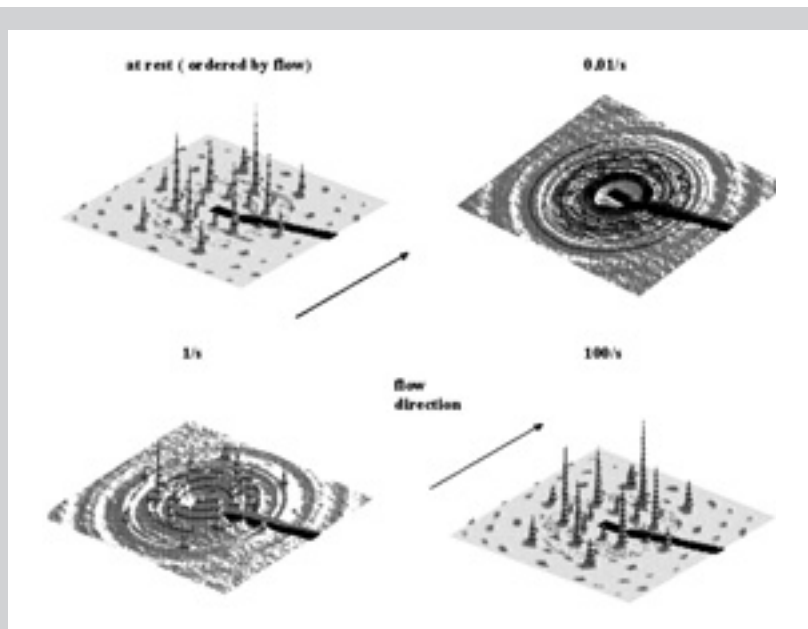 at rest ( ordered by flow)
0.01/s
1/s
100/s
flow
direction